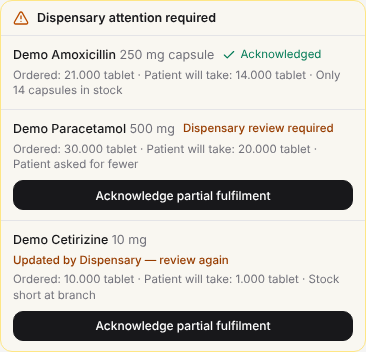 Dispensary attention required
Demo Amoxicillin 250 mg capsule ✓ Acknowledged
Ordered: 21.000 tablet · Patient will take: 14.000 tablet · Only
14 capsules in stock
Demo Paracetamol 500 mg Dispensary review required
Ordered: 30.000 tablet · Patient will take: 20.000 tablet ·
Patient asked for fewer
Acknowledge partial fulfilment
Demo Cetirizine 10 mg
Updated by Dispensary — review again
Ordered: 10.000 tablet · Patient will take: 1.000 tablet · Stock
short at branch
Acknowledge partial fulfilment